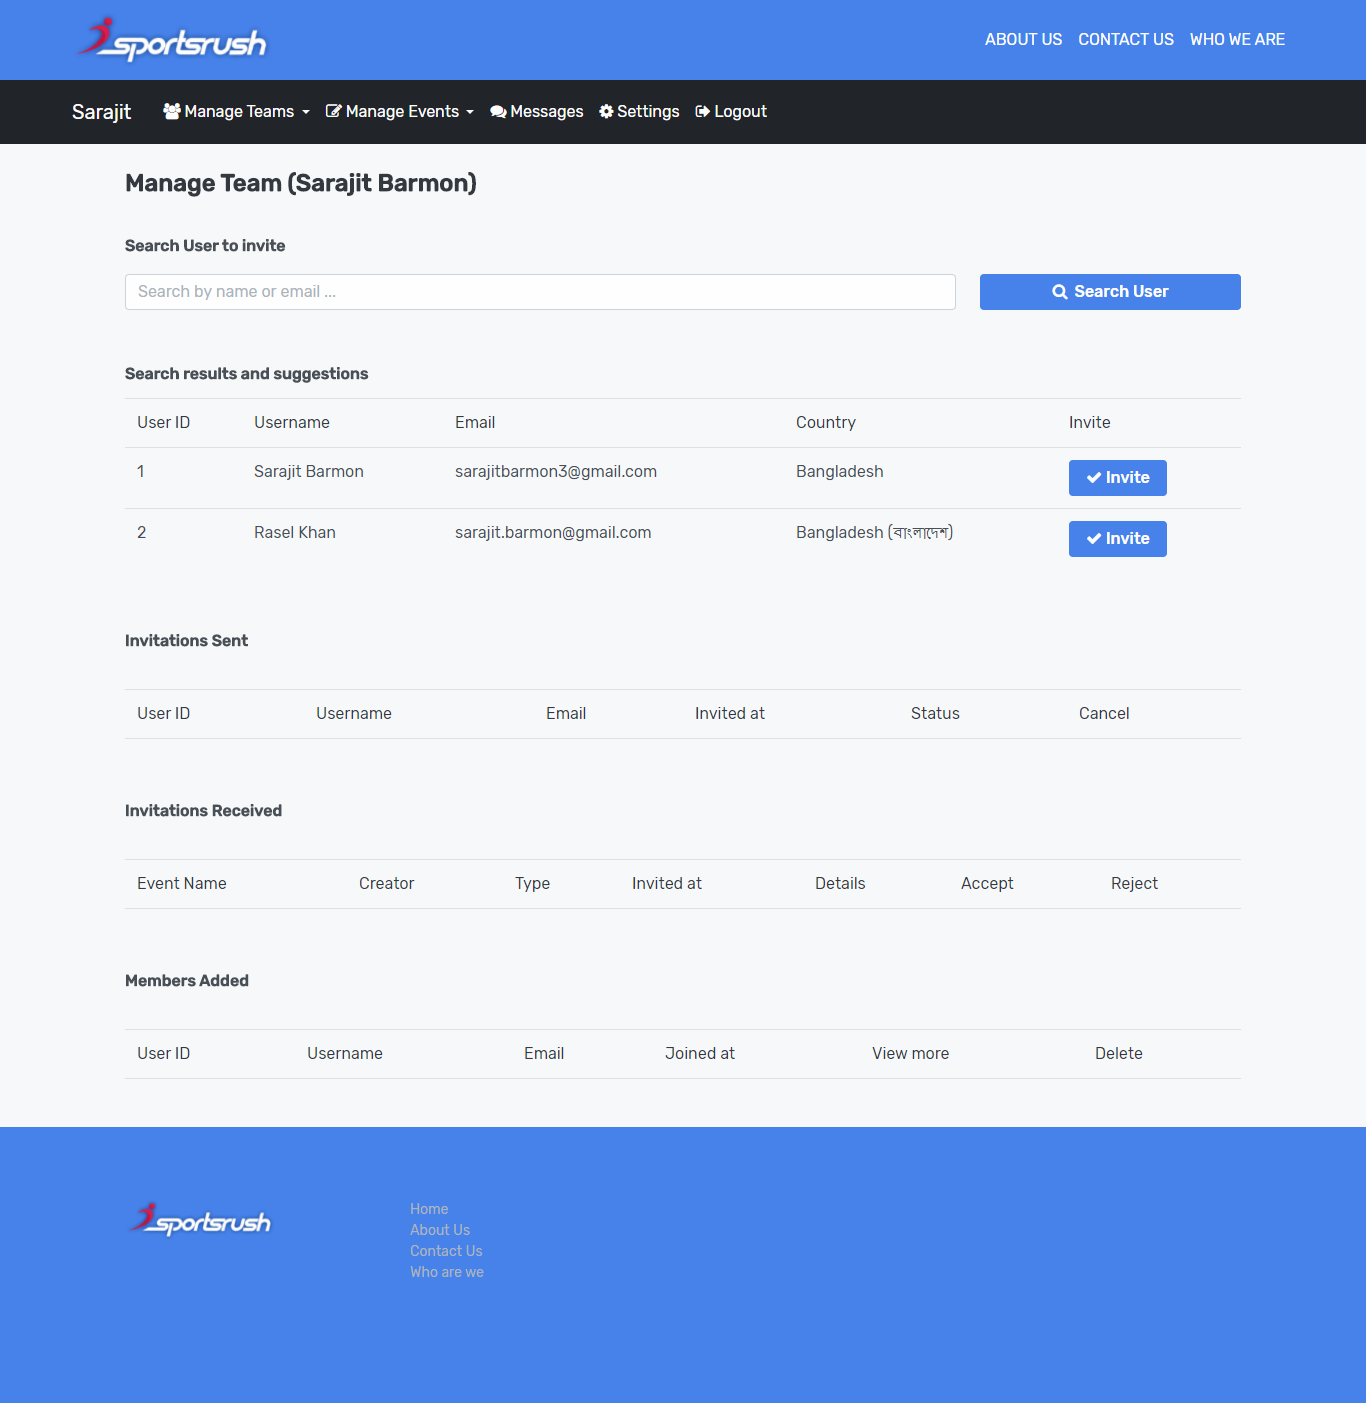 sportsrush
ABOUT US CONTACT US WHO WE ARE
Sarajit Manage Teams Manage Events Messages Settings Logout
Manage Team (Sarajit Barmon)
Search User to invite
Search by name or email ... Search User
Search results and suggestions
User ID Username Email Country Invite
1 Sarajit Barmon sarajitbarmon3@gmail.com Bangladesh Invite
2 Rasel Khan sarajit.barmon@gmail.com Bangladesh (বাংলাদেশ) Invite
Invitations Sent
User ID Username Email Invited at Status Cancel
Invitations Received
Event Name Creator Type Invited at Details Accept Reject
Members Added
User ID Username Email Joined at View more Delete
sportsrush
Home
About Us
Contact Us
Who are we